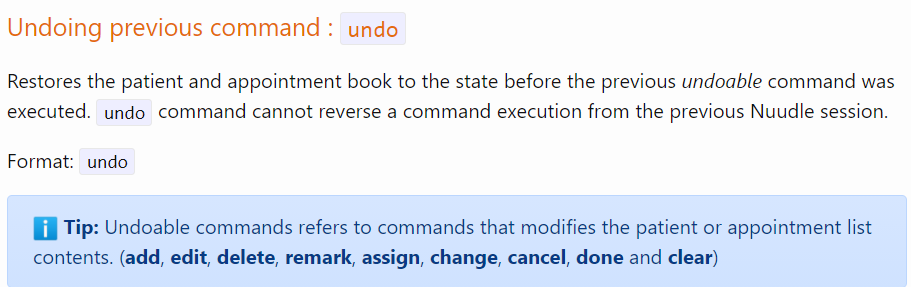 Undoing previous command : undo
Restores the patient and appointment book to the state before the previous undoable command was
executed. undo command cannot reverse a command execution from the previous Nuudle session.
Format: undo
Tip: Undoable commands refers to commands that modifies the patient or appointment list
contents. (add, edit, delete, remark, assign, change, cancel, done and clear)